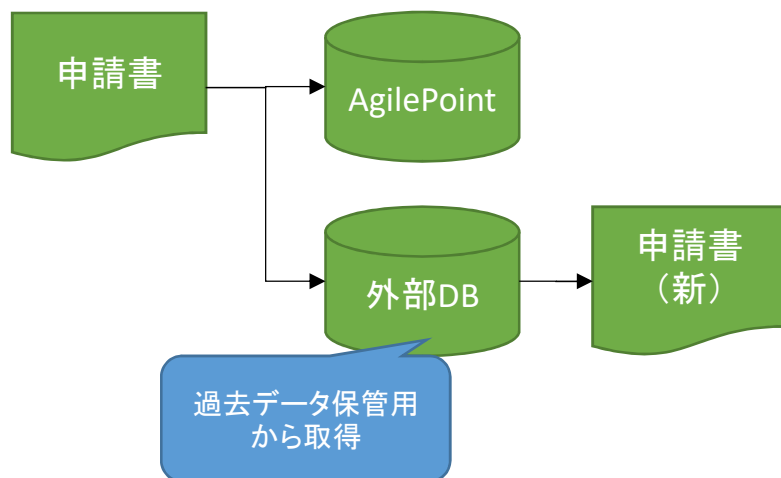 申請書
AgilePoint
外部DB
申請書
（新）
過去データ保管用
から取得